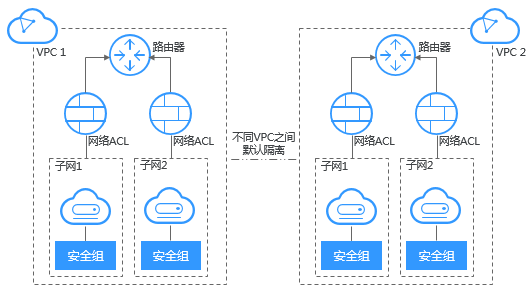 VPC 1
路由器
网络ACL
网络ACL
子网1
子网2
安全组
安全组
不同VPC之间
默认隔离
VPC 2
路由器
网络ACL
网络ACL
子网1
子网2
安全组
安全组